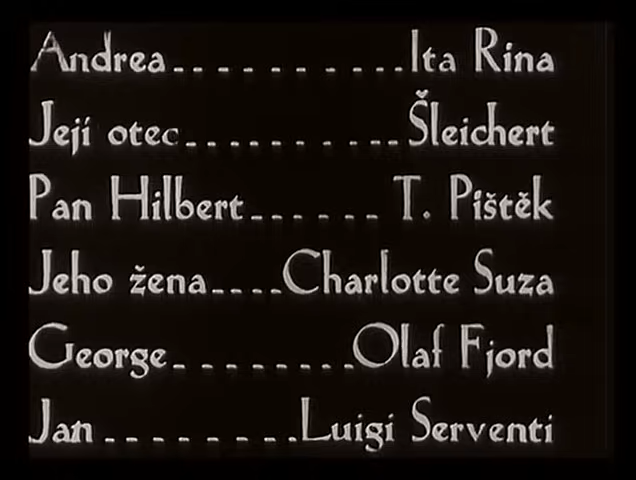 Andrea...........Ita Rina
Její otec...........Šleichert
Pan Hilbert...... T. Pištěk
Jeho žena....Charlotte Suza
George........Olaf Fjord
Jan........Luigi Serventi